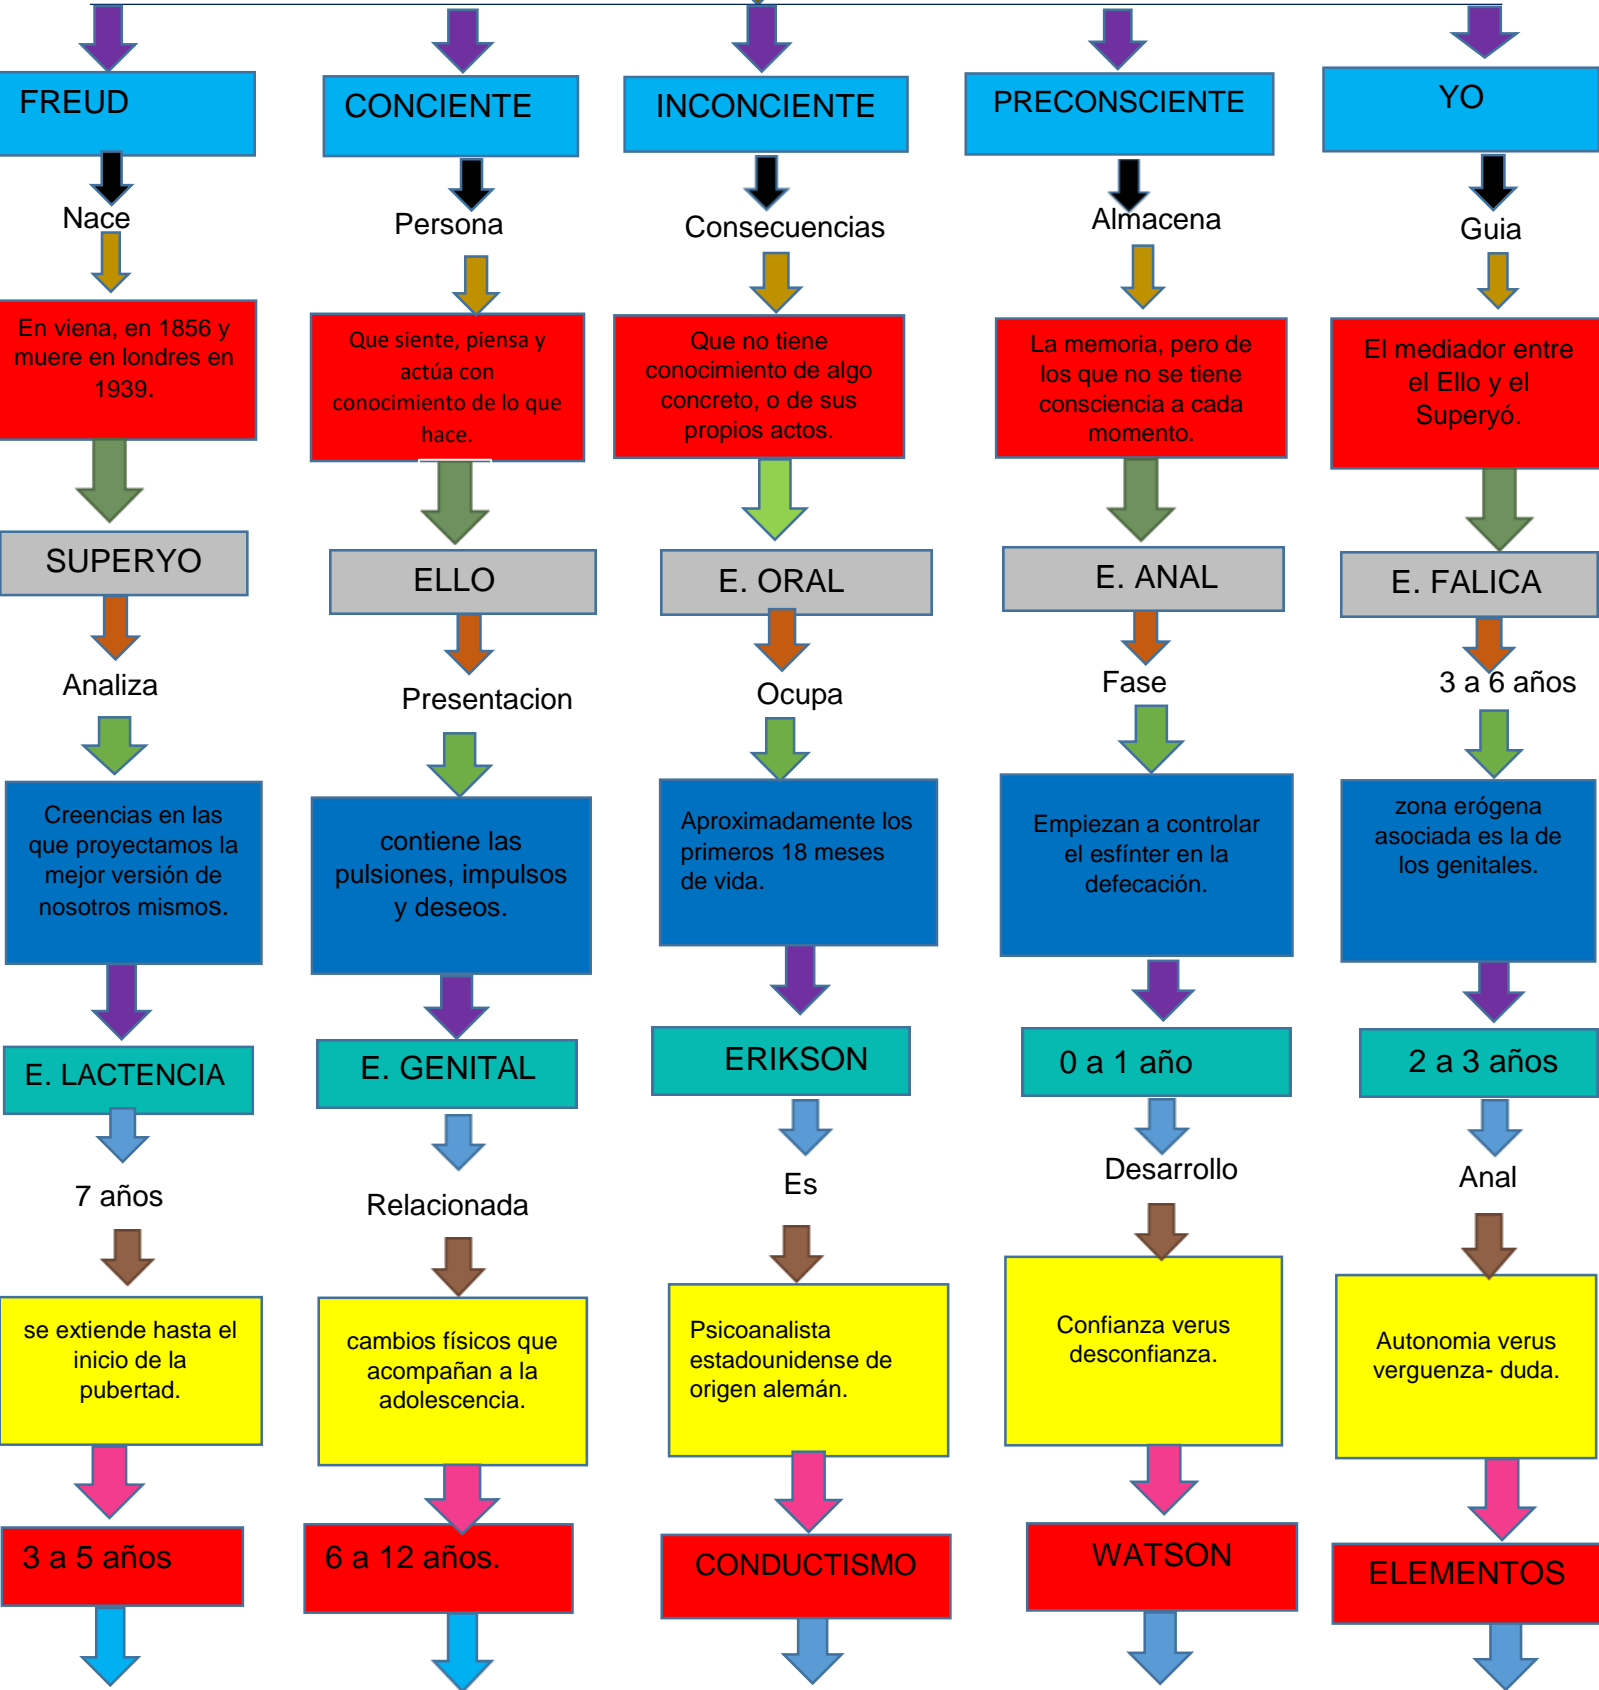 FREUD
CONCIENTE
INCONCIENTE
PRECONSCIENTE
YO
Nace
Persona
Consecuencias
Almacena
Guia
En viena, en 1856 y
muere en londres en
1939.
Que siente, piensa y
actúa con
conocimiento de lo que
hace.
Que no tiene
conocimiento de algo
concreto, o de sus
propios actos.
La memoria, pero de
los que no se tiene
consciencia a cada
momento.
El mediador entre
el Ello y el
Superyó.
SUPERYO
ELLO
E. ORAL
E. ANAL
E. FALICA
Analiza
Presentacion
Ocupa
Fase
3 a 6 años
Creencias en las
que proyectamos la
mejor versión de
nosotros mismos.
contiene las
pulsiones, impulsos
y deseos.
Aproximadamente los
primeros 18 meses
de vida.
Empiezan a controlar
el esfínter en la
defecación.
zona erógena
asociada es la de
los genitales.
E. LACTENCIA
E. GENITAL
ERIKSON
0 a 1 año
2 a 3 años
7 años
Relacionada
Es
Desarrollo
Anal
se extiende hasta el
inicio de la
pubertad.
cambios físicos que
acompañan a la
adolescencia.
Psicoanalista
estadounidense de
origen alemán.
Confianza verus
desconfianza.
Autonomia verus
verguenza- duda.
3 a 5 años
6 a 12 años.
CONDUCTISMO
WATSON
ELEMENTOS